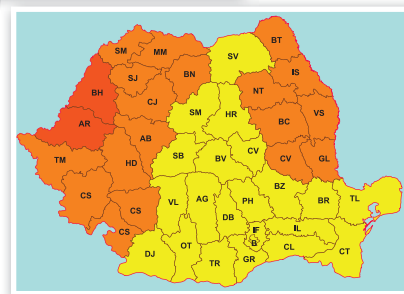 BT
SM
MM
SV
IS
BN
SJ
NT
BH
CJ
VS
SM
HR
AR
BC
AB
SB
BV
CV
CV
GL
TM
HD
BZ
CS
VL
AG
PH
BR
TL
CS
DB
IF
IL
CS
B
DJ
OT
CL
CT
TR
GR